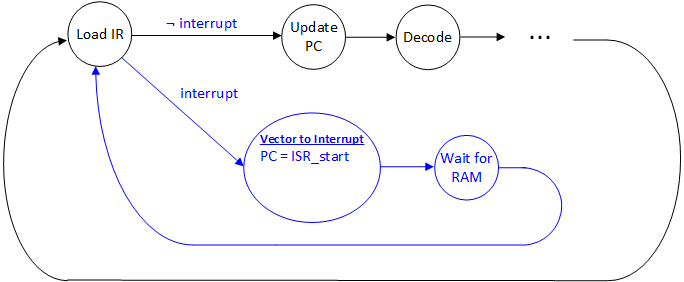 Load IR
¬ interrupt
Update
PC
Decode
...
interrupt
Vector to Interrupt
PC = ISR_start
Wait for
RAM